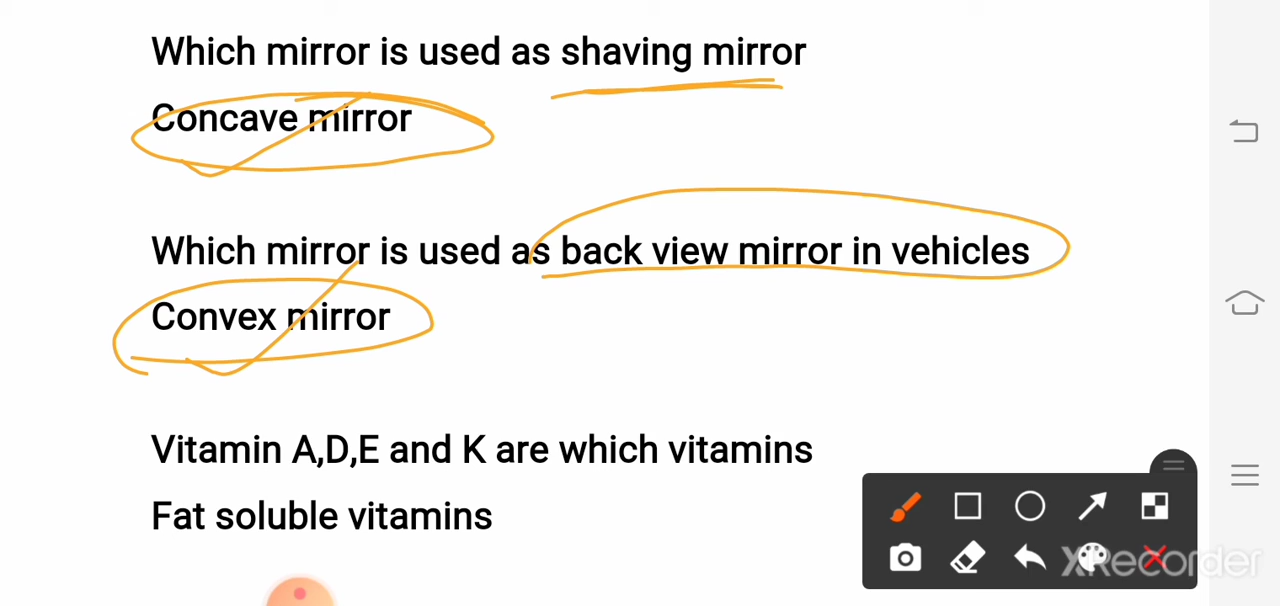 Which mirror is used as shaving mirror
Concave mirror
Which mirror is used as back view mirror in vehicles
Convex mirror
Vitamin A,D,E and K are which vitamins
Fat soluble vitamins
XRecorder